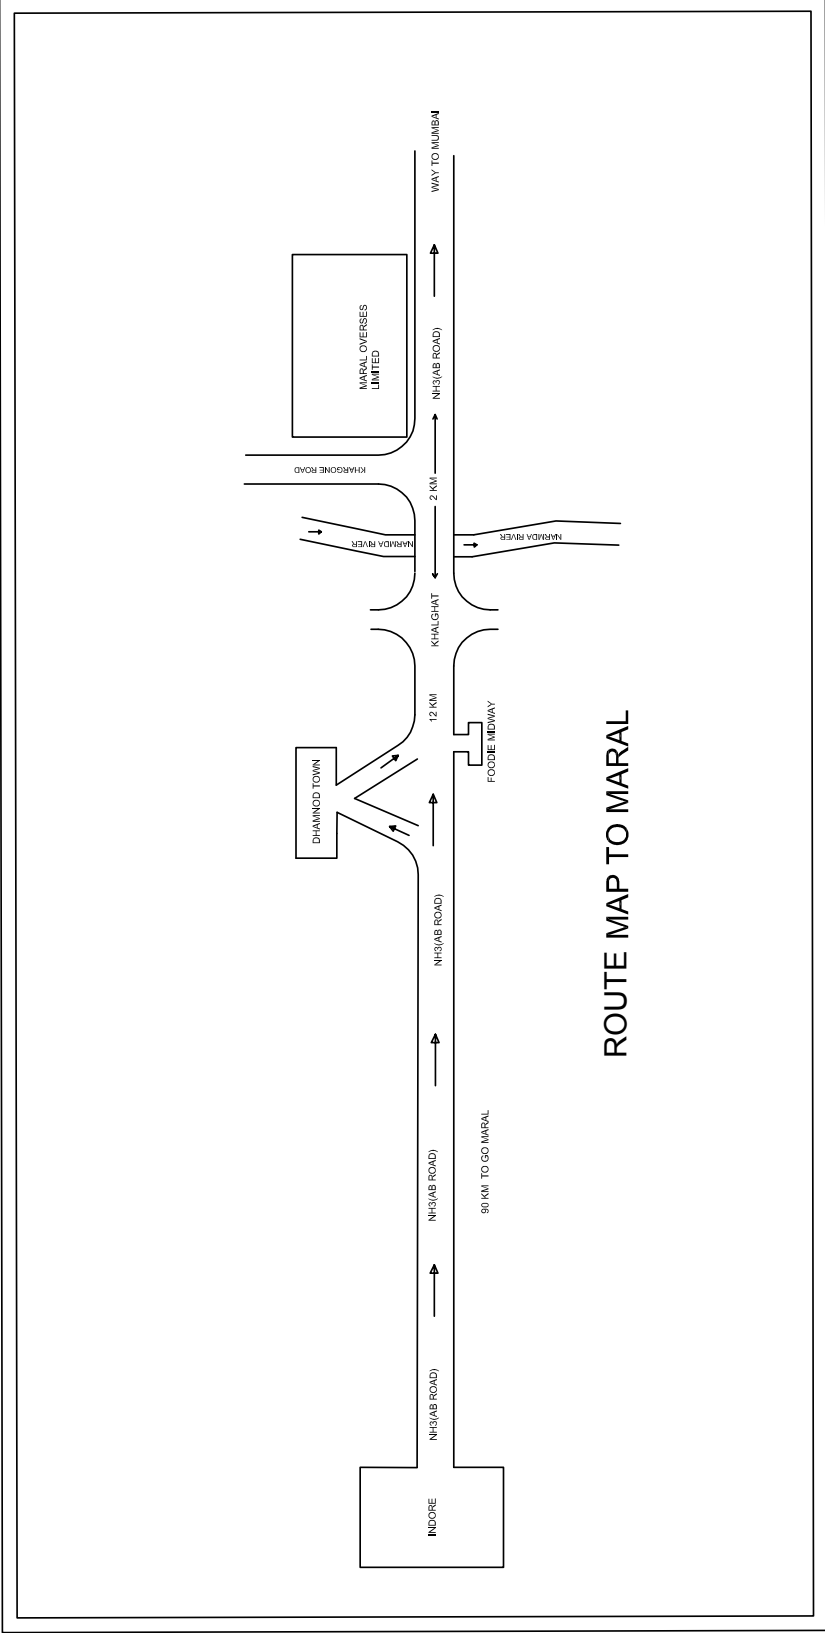 WAY TO MUMBAI
MARAL OVERSES
LIMITED
NH3(AB ROAD)
KHARGONE ROAD
2 KM
NARMDA RIVER
NARMDA RIVER
KHALGHAT
12 KM
FOODIE MIDWAY
DHAMNOD TOWN
NH3(AB ROAD)
ROUTE MAP TO MARAL
90 KM TO GO MARAL
NH3(AB ROAD)
NH3(AB ROAD)
INDORE